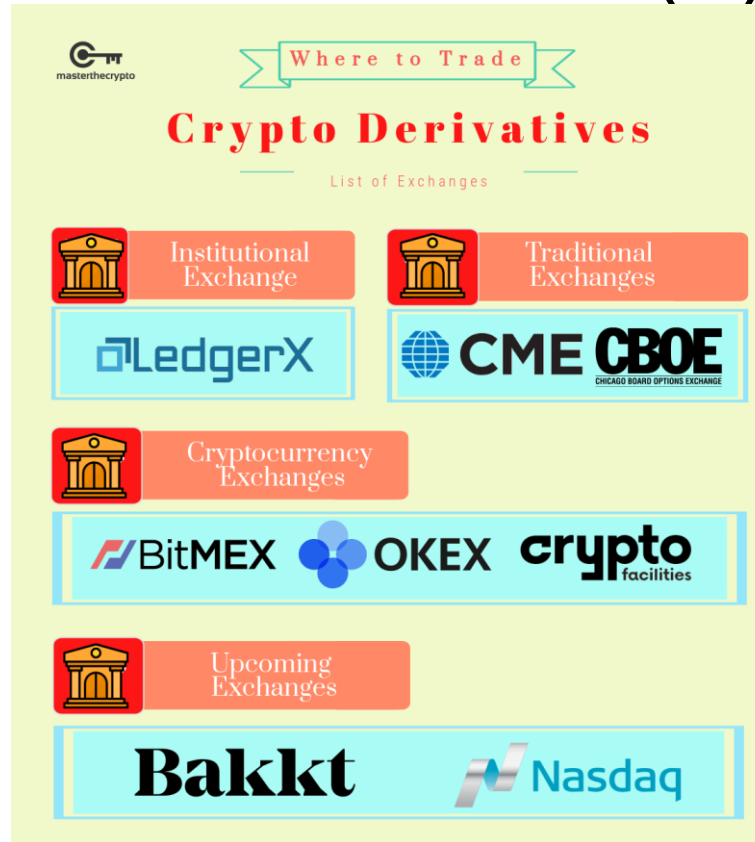 masterthecrypto
Where to Trade
Crypto Derivatives
List of Exchanges
Institutional
Exchange
LedgerX
Traditional
Exchanges
CME CBOE
CHICAGO BOARD OPTIONS EXCHANGE
Cryptocurrency
Exchanges
BitMEX OKEX crypto
facilities
Upcoming
Exchanges
Bakkt Nasdaq